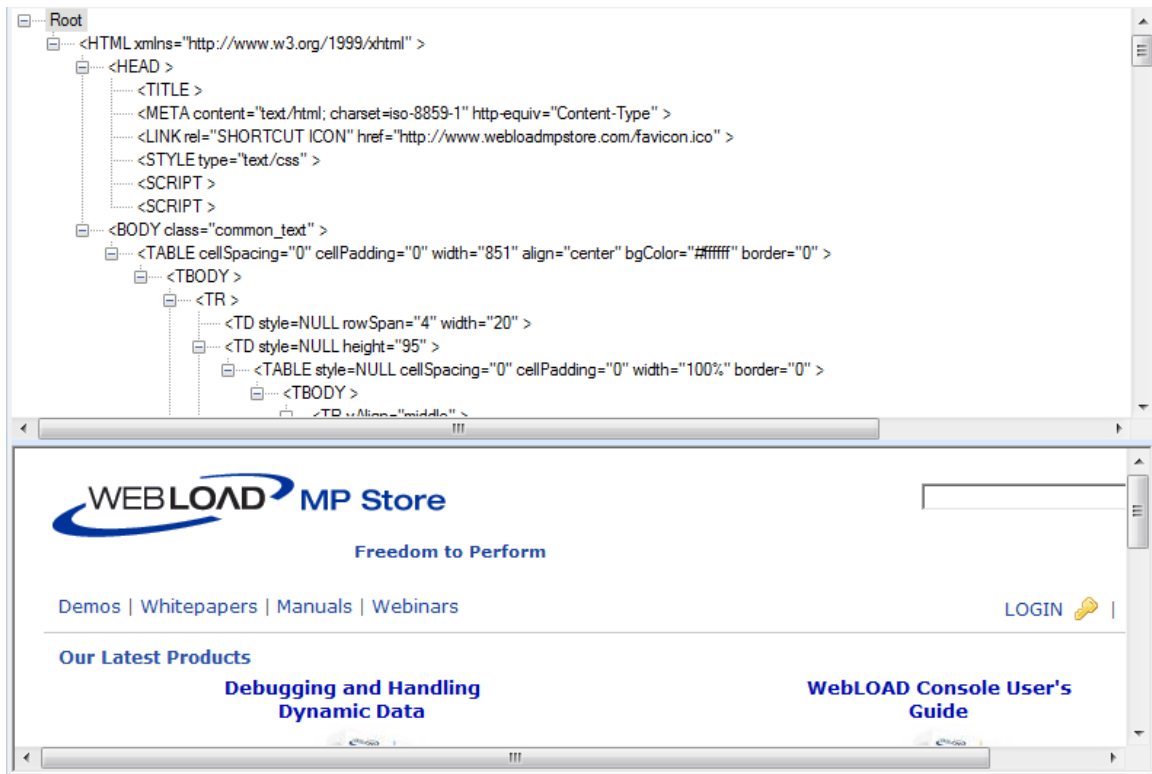 Root
<HTML xmlns="http://www.w3.org/1999/xhtml" >
<HEAD >
<TITLE >
<META content="text/html; charset=iso-8859-1" http-equiv="Content-Type" >
<LINK rel="SHORTCUT ICON" href="http://www.webloadmpstore.com/favicon.ico" >
<STYLE type="text/css" >
<SCRIPT >
<SCRIPT >
<BODY class="common_text" >
<TABLE cellSpacing="0" cellPadding="0" width="851" align="center" bgColor="#ffffff" border="0" >
<TBODY >
<TR >
<TD style=NULL rowSpan="4" width="20" >
<TD style=NULL height="95" >
<TABLE style=NULL cellSpacing="0" cellPadding="0" width="100%" border="0" >
<TBODY >
<TR vAlign="middle" >
WEBLOAD MP Store
Freedom to Perform
Demos | Whitepapers | Manuals | Webinars LOGIN |
Our Latest Products
Debugging and Handling
Dynamic Data
WebLOAD Console User's
Guide